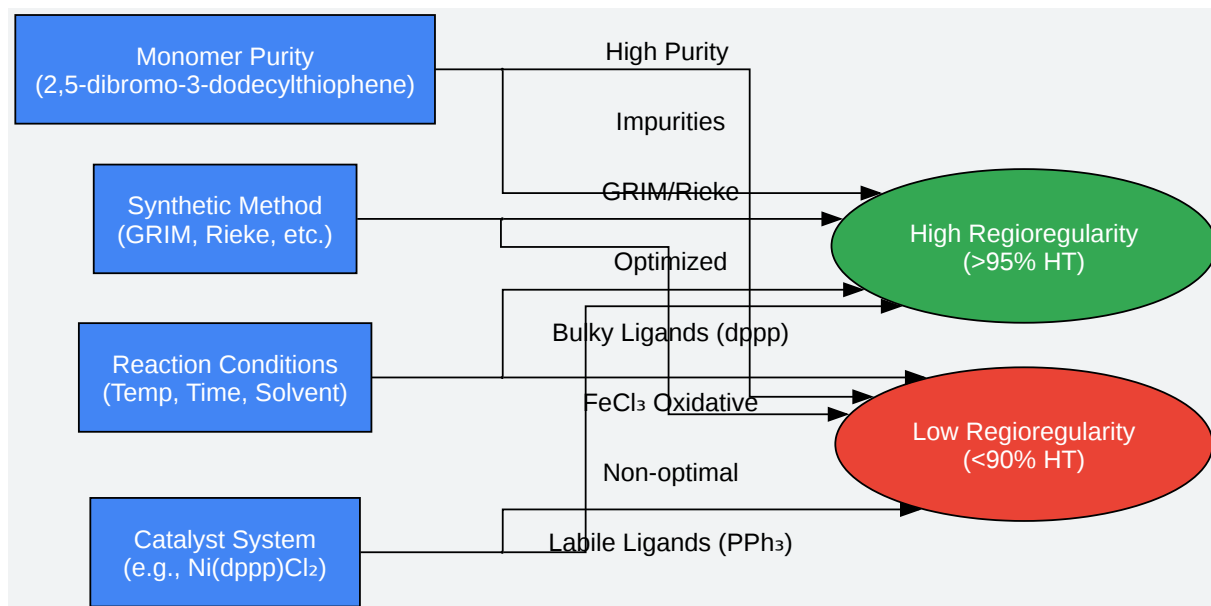 Monomer Purity
(2,5-dibromo-3-dodecylthiophene)
High Purity
Impurities
Synthetic Method
(GRIM, Rieke, etc.)
GRIM/Rieke
High Regioregularity
(>95% HT)
Optimized
Bulky Ligands (dppp)
Reaction Conditions
(Temp, Time, Solvent)
FeCl₃ Oxidative
Low Regioregularity
(<90% HT)
Non-optimal
Catalyst System
(e.g., Ni(dppp)Cl₂)
Labile Ligands (PPh₃)